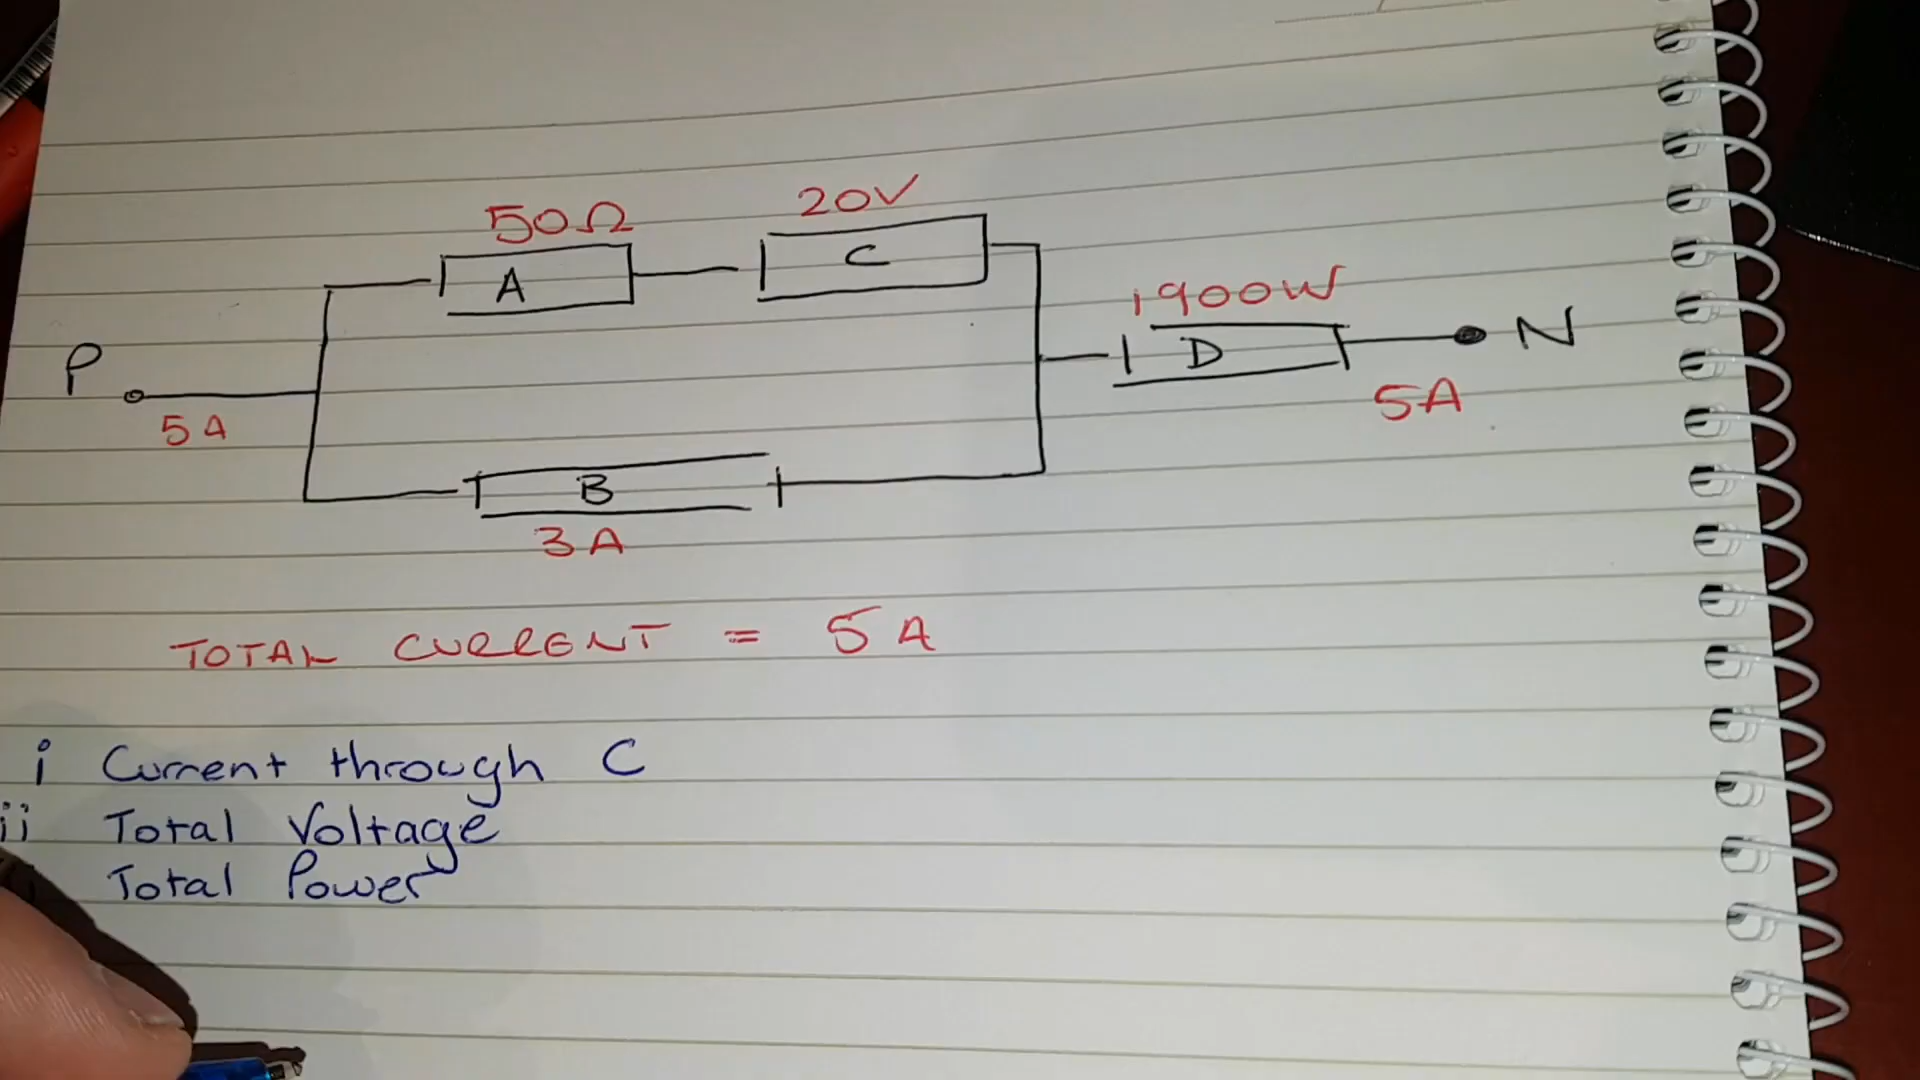 50Ω 20V
A C
1900W
P D N
5A 5A
B
3A
TOTAL CURRENT = 5A
i Current through C
ii Total Voltage
Total Power